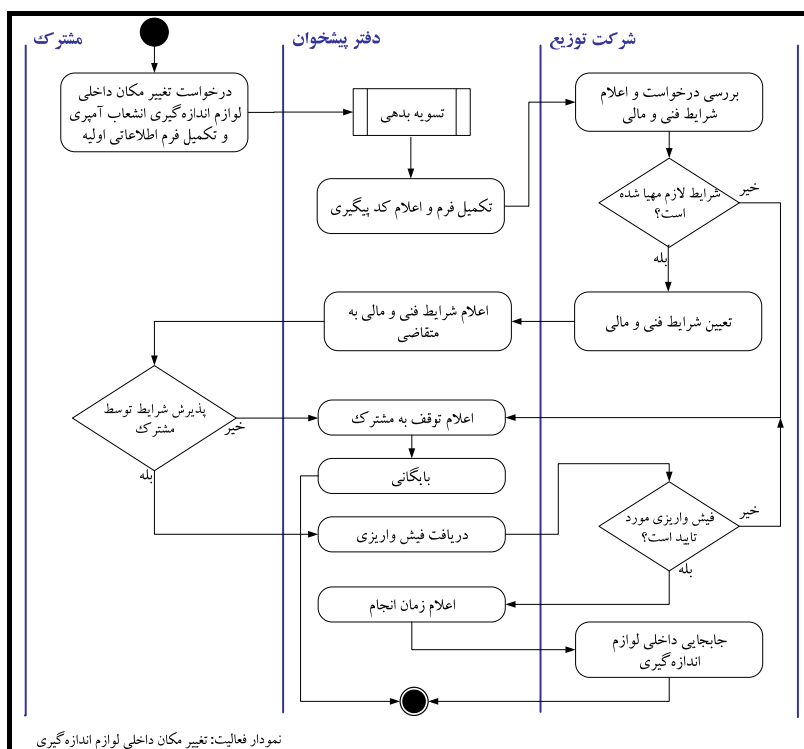 شرکت توزیع
دفتر پیشخوان
مشترک
درخواست تغییر مکان داخلی
لوازم اندازه‌گیری انشعاب آمپری
و تکمیل فرم اطلاعاتی اولیه
تسویه بدهی
بررسی درخواست و اعلام
شرایط فنی و مالی
تکمیل فرم و اعلام کد پیگیری
شرایط لازم مهیا شده
است؟
خیر
بله
تعیین شرایط فنی و مالی
اعلام شرایط فنی و مالی به
متقاضی
پذیرش شرایط توسط
مشترک
خیر
بله
اعلام توقف به مشترک
بایگانی
دریافت فیش واریزی
فیش واریزی مورد
تایید است؟
خیر
بله
اعلام زمان انجام
جابجایی داخلی لوازم
اندازه‌گیری
نمودار فعالیت: تغییر مکان داخلی لوازم اندازه‌گیری